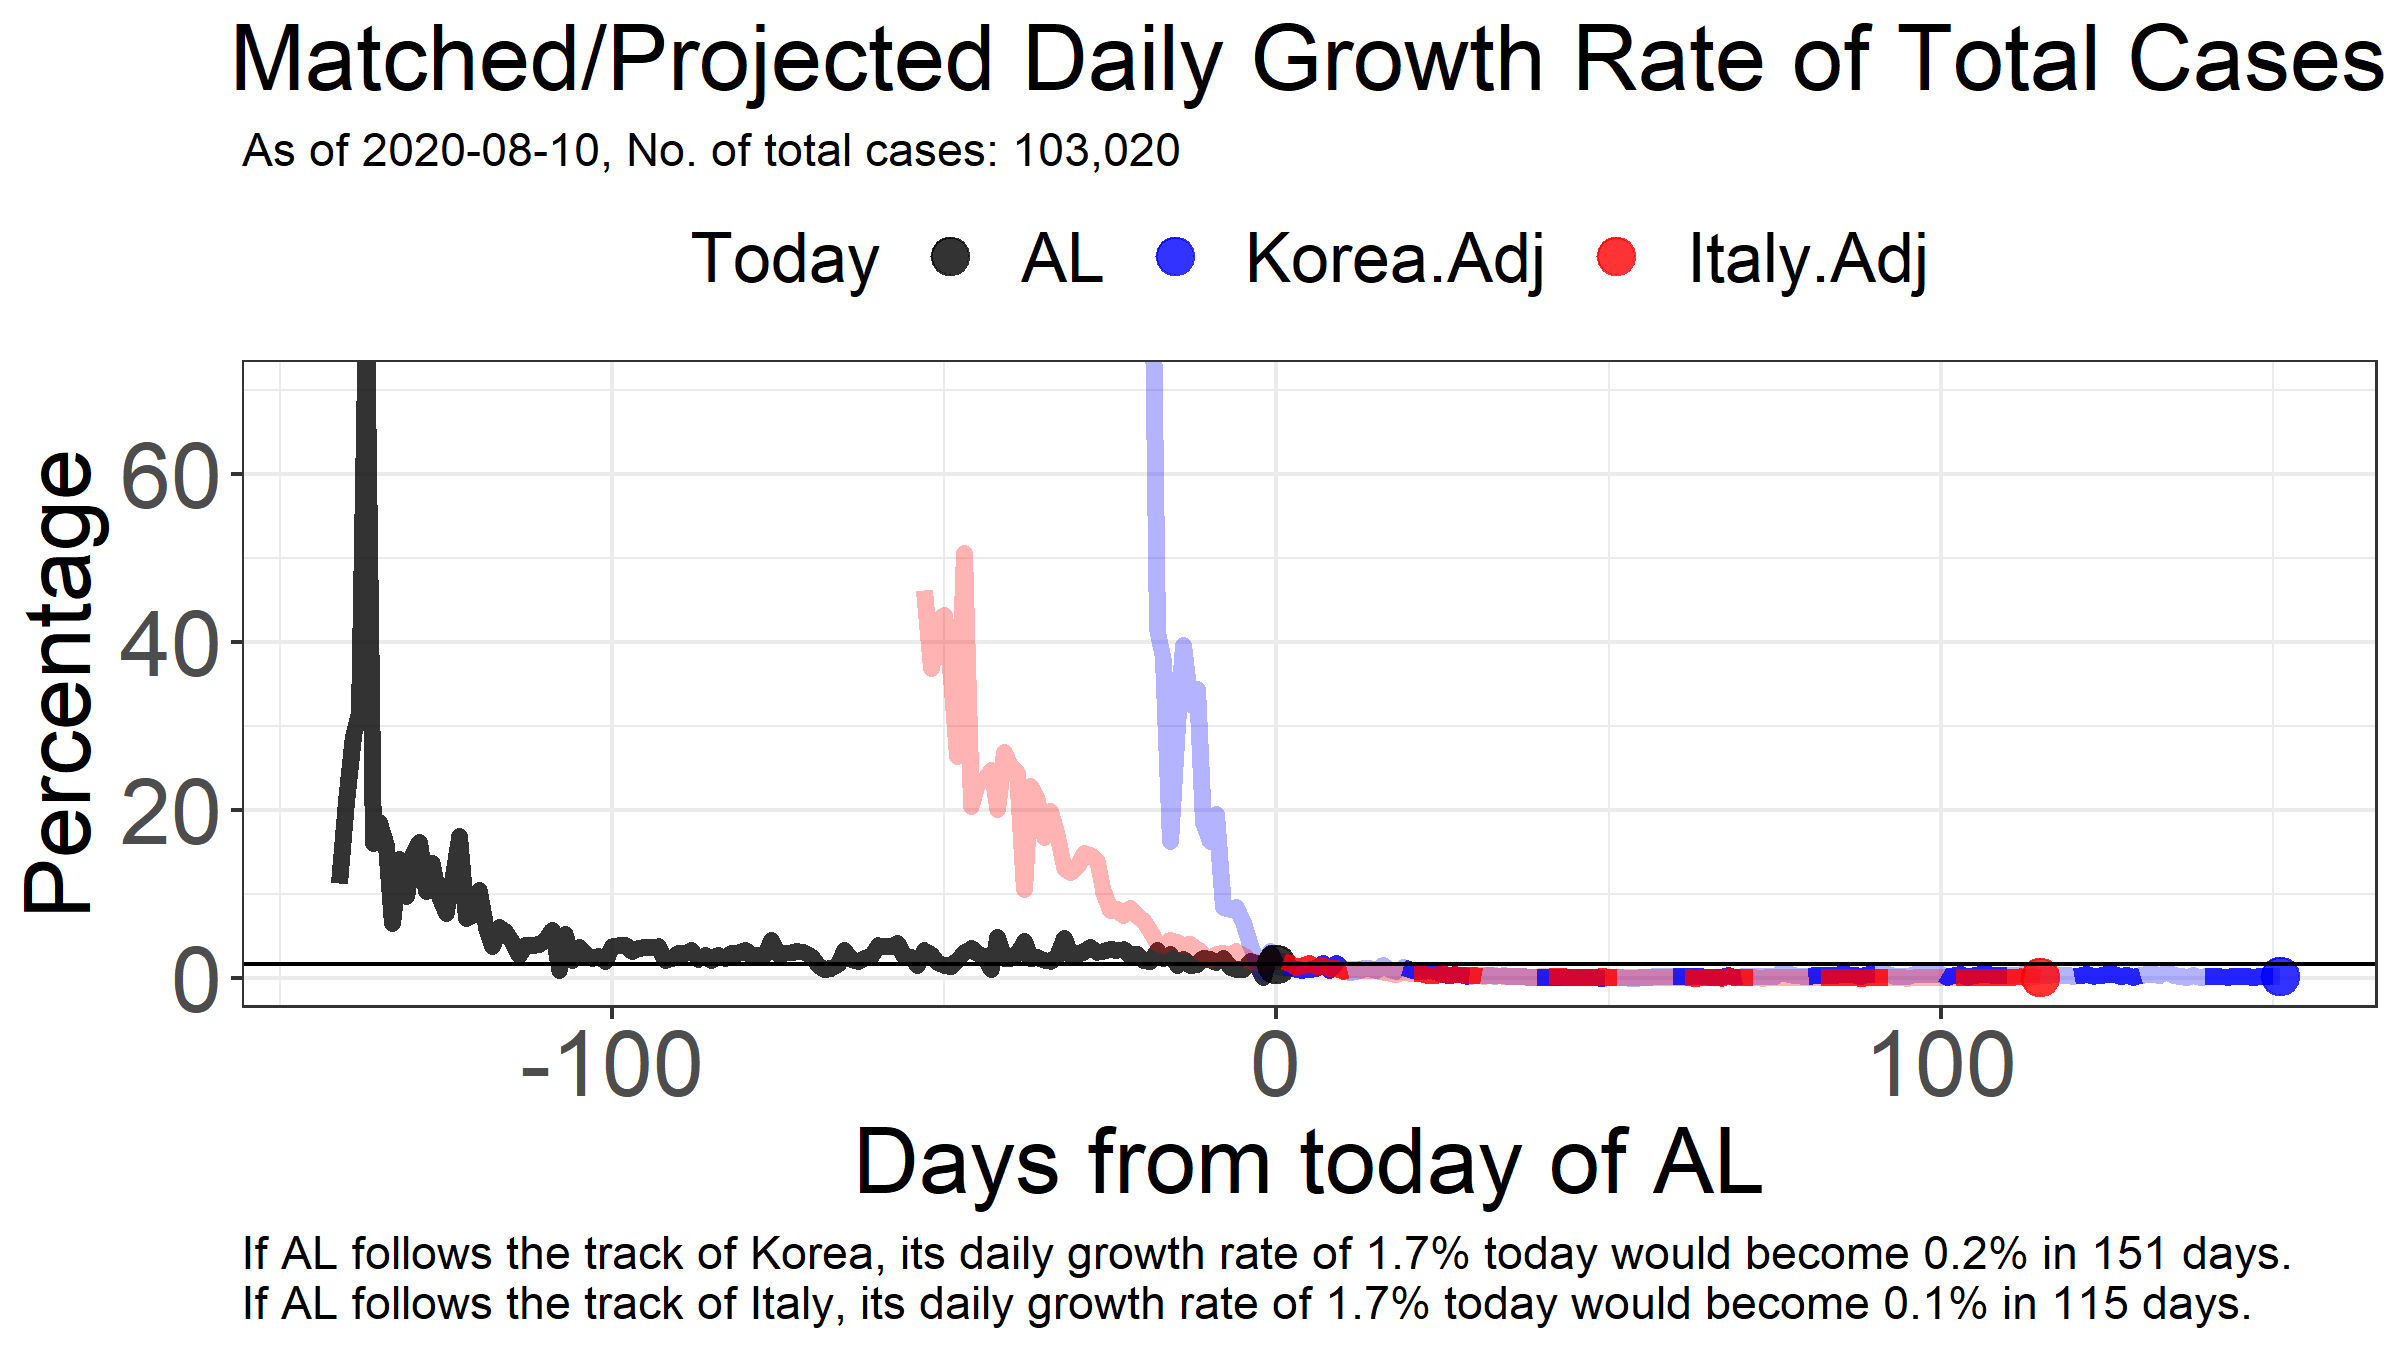 Matched/Projected Daily Growth Rate of Total Cases
As of 2020-08-10, No. of total cases: 103,020
Today AL Korea.Adj Italy.Adj
Percentage
60
40
20
0
-100 0 100
Days from today of AL
If AL follows the track of Korea, its daily growth rate of 1.7% today would become 0.2% in 151 days.
If AL follows the track of Italy, its daily growth rate of 1.7% today would become 0.1% in 115 days.